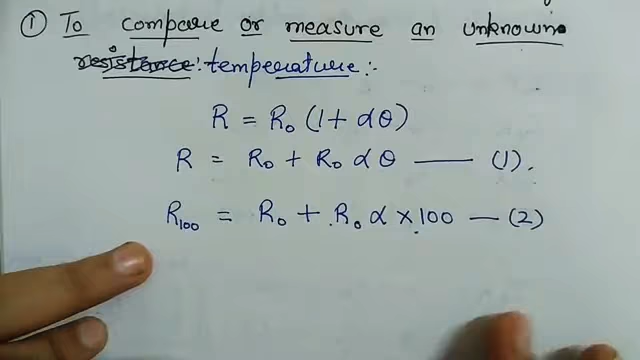 ① To compare or measure an unknown
resistance: temperature:-
R = R₀ (1 + αθ)
R = R₀ + R₀ αθ —— (1).
R₁₀₀ = R₀ + R₀ α × 100 — (2)